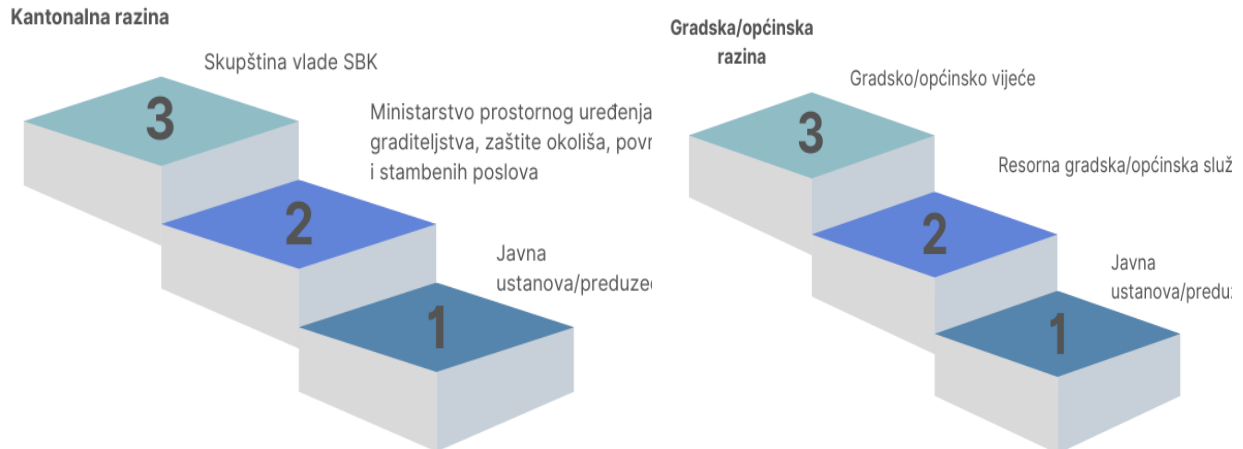 Kantonalna razina
Skupština vlade SBK
3
Ministarstvo prostornog uređenja
graditeljstva, zaštite okoliša, povr
i stambenih poslova
2
Javna
ustanova/preduze
1
Gradska/općinska
razina
Gradsko/općinsko vijeće
3
Resorna gradska/općinska služ
2
Javna
ustanova/predu
1